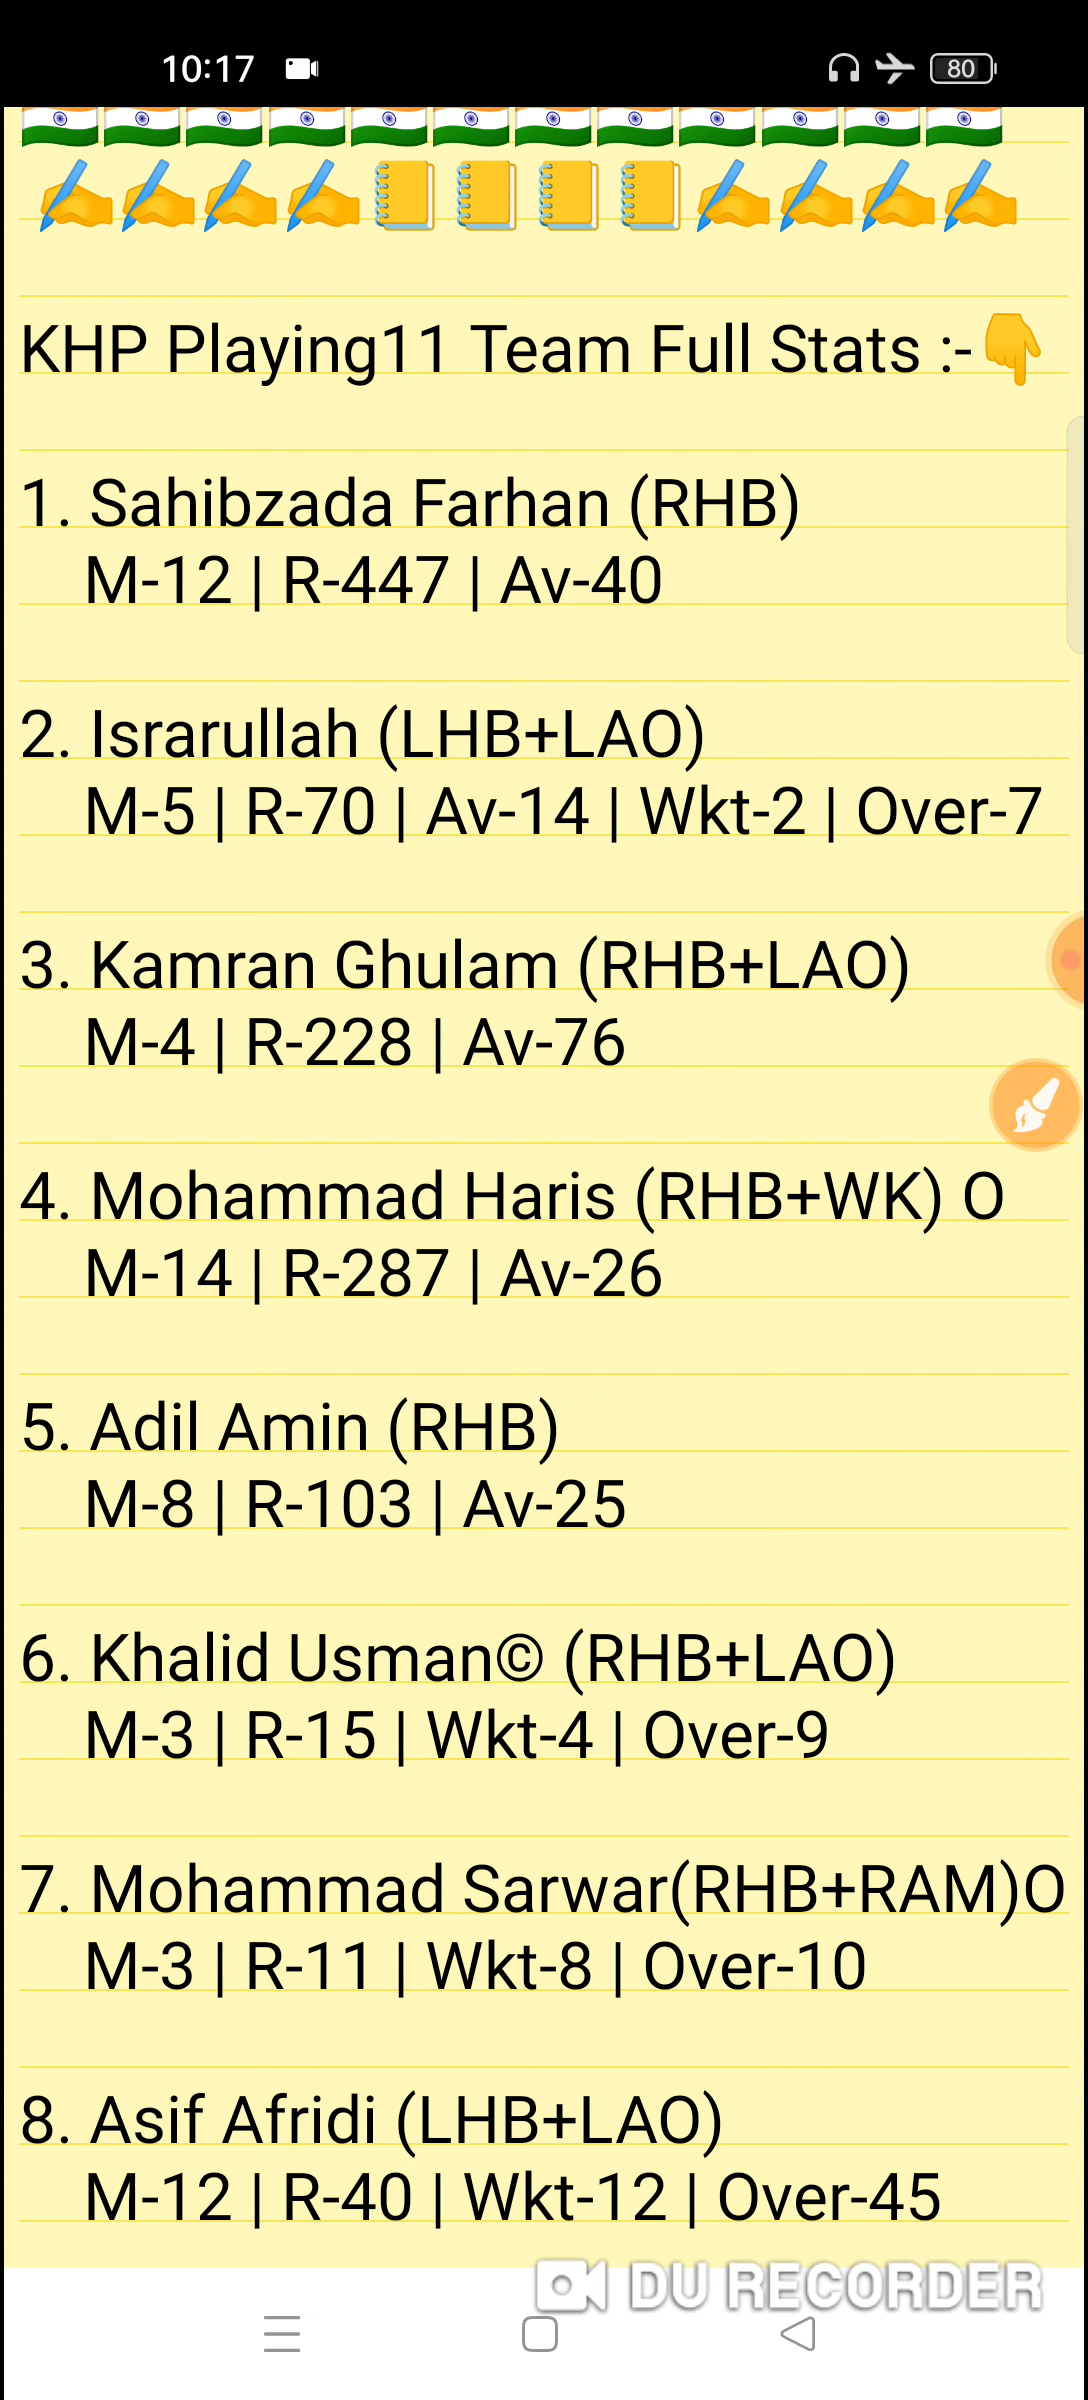 10:17 80
KHP Playing11 Team Full Stats :-👇
1. Sahibzada Farhan (RHB)
M-12 | R-447 | Av-40
2. Israrullah (LHB+LAO)
M-5 | R-70 | Av-14 | Wkt-2 | Over-7
3. Kamran Ghulam (RHB+LAO)
M-4 | R-228 | Av-76
4. Mohammad Haris (RHB+WK) O
M-14 | R-287 | Av-26
5. Adil Amin (RHB)
M-8 | R-103 | Av-25
6. Khalid Usman© (RHB+LAO)
M-3 | R-15 | Wkt-4 | Over-9
7. Mohammad Sarwar(RHB+RAM)O
M-3 | R-11 | Wkt-8 | Over-10
8. Asif Afridi (LHB+LAO)
M-12 | R-40 | Wkt-12 | Over-45
DU RECORDER